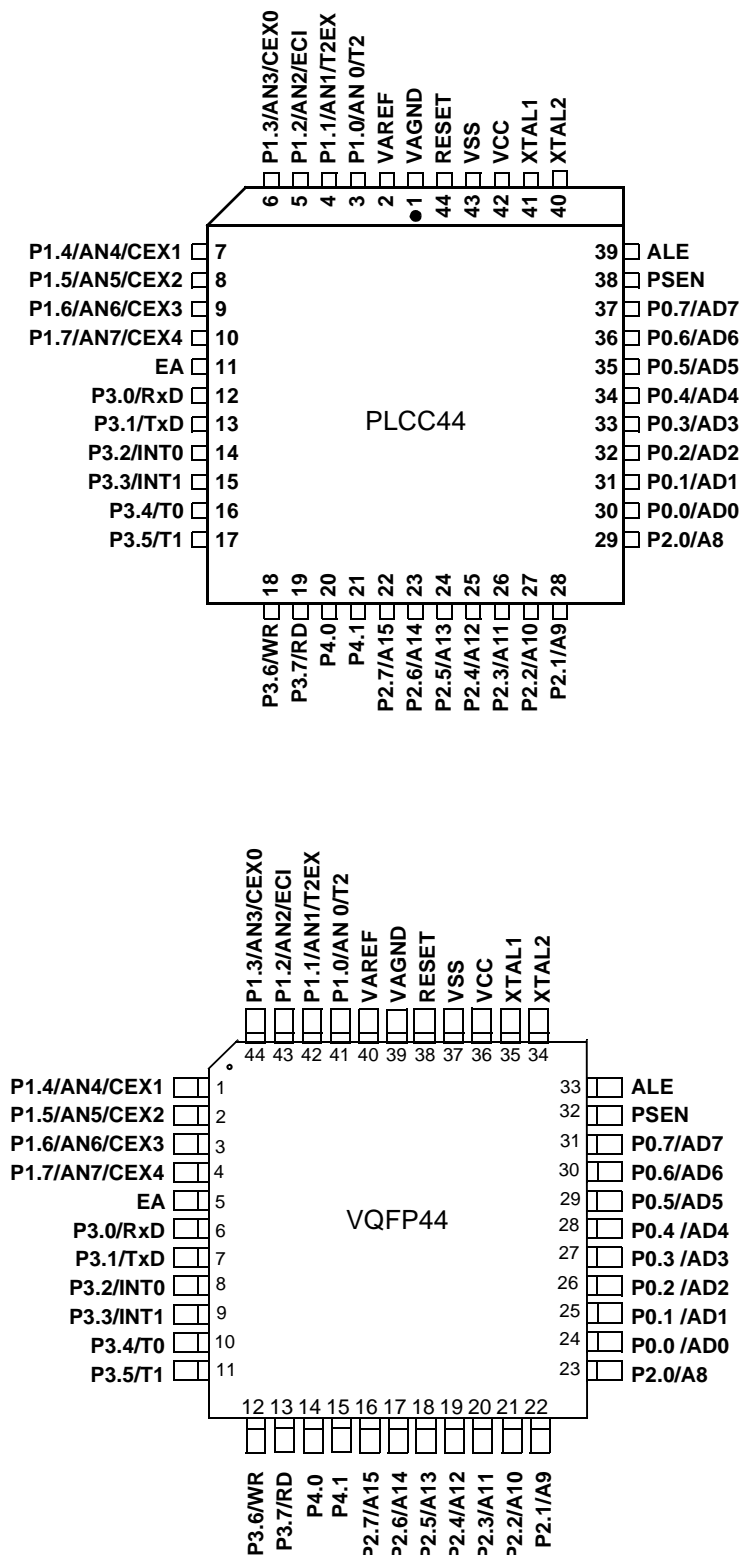 P1.3/AN3/CEX0
P1.2/AN2/ECI
P1.1/AN1/T2EX
P1.0/AN 0/T2
VAREF
VAGND
RESET
VSS
VCC
XTAL1
XTAL2
6 5 4 3 2 1 44 43 42 41 40
P1.4/AN4/CEX1 7
P1.5/AN5/CEX2 8
P1.6/AN6/CEX3 9
P1.7/AN7/CEX4 10
EA 11
P3.0/RxD 12
P3.1/TxD 13
P3.2/INT0 14
P3.3/INT1 15
P3.4/T0 16
P3.5/T1 17
PLCC44
39 ALE
38 PSEN
37 P0.7/AD7
36 P0.6/AD6
35 P0.5/AD5
34 P0.4/AD4
33 P0.3/AD3
32 P0.2/AD2
31 P0.1/AD1
30 P0.0/AD0
29 P2.0/A8
18 19 20 21 22 23 24 25 26 27 28
P3.6/WR
P3.7/RD
P4.0
P4.1
P2.7/A15
P2.6/A14
P2.5/A13
P2.4/A12
P2.3/A11
P2.2/A10
P2.1/A9
P1.3/AN3/CEX0
P1.2/AN2/ECI
P1.1/AN1/T2EX
P1.0/AN 0/T2
VAREF
VAGND
RESET
VSS
VCC
XTAL1
XTAL2
44 43 42 41 40 39 38 37 36 35 34
P1.4/AN4/CEX1 1
P1.5/AN5/CEX2 2
P1.6/AN6/CEX3 3
P1.7/AN7/CEX4 4
EA 5
P3.0/RxD 6
P3.1/TxD 7
P3.2/INT0 8
P3.3/INT1 9
P3.4/T0 10
P3.5/T1 11
VQFP44
33 ALE
32 PSEN
31 P0.7/AD7
30 P0.6/AD6
29 P0.5/AD5
28 P0.4 /AD4
27 P0.3 /AD3
26 P0.2 /AD2
25 P0.1 /AD1
24 P0.0 /AD0
23 P2.0/A8
12 13 14 15 16 17 18 19 20 21 22
P3.6/WR
P3.7/RD
P4.0
P4.1
P2.7/A15
P2.6/A14
P2.5/A13
P2.4/A12
P2.3/A11
P2.2/A10
P2.1/A9